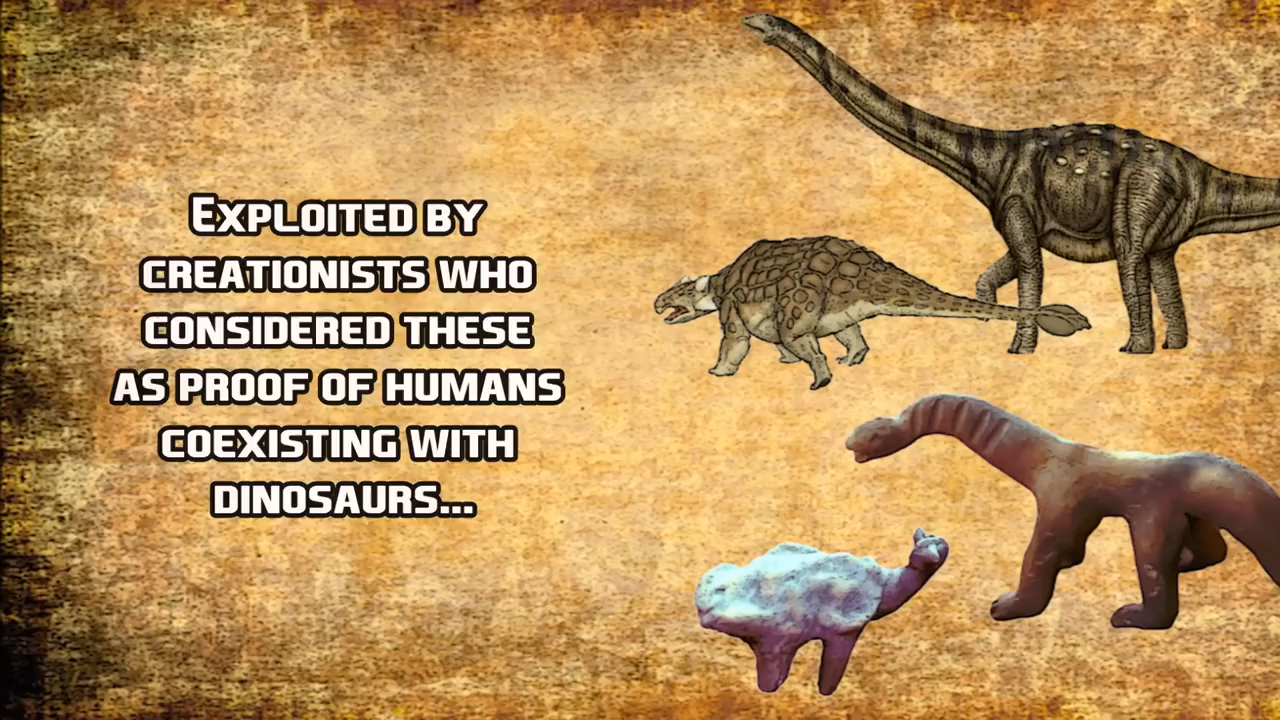 Exploited by
creationists who
considered these
as proof of humans
coexisting with
dinosaurs...